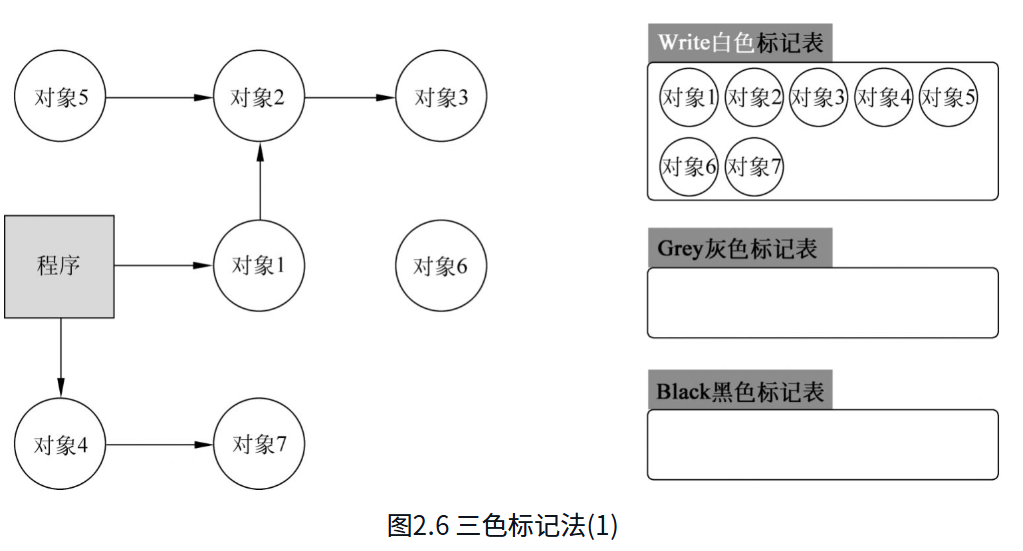 对象5
对象2
对象3
程序
对象1
对象6
对象4
对象7
Write白色标记表
对象1 对象2 对象3 对象4 对象5
对象6 对象7
Grey灰色标记表
Black黑色标记表
图2.6 三色标记法(1)